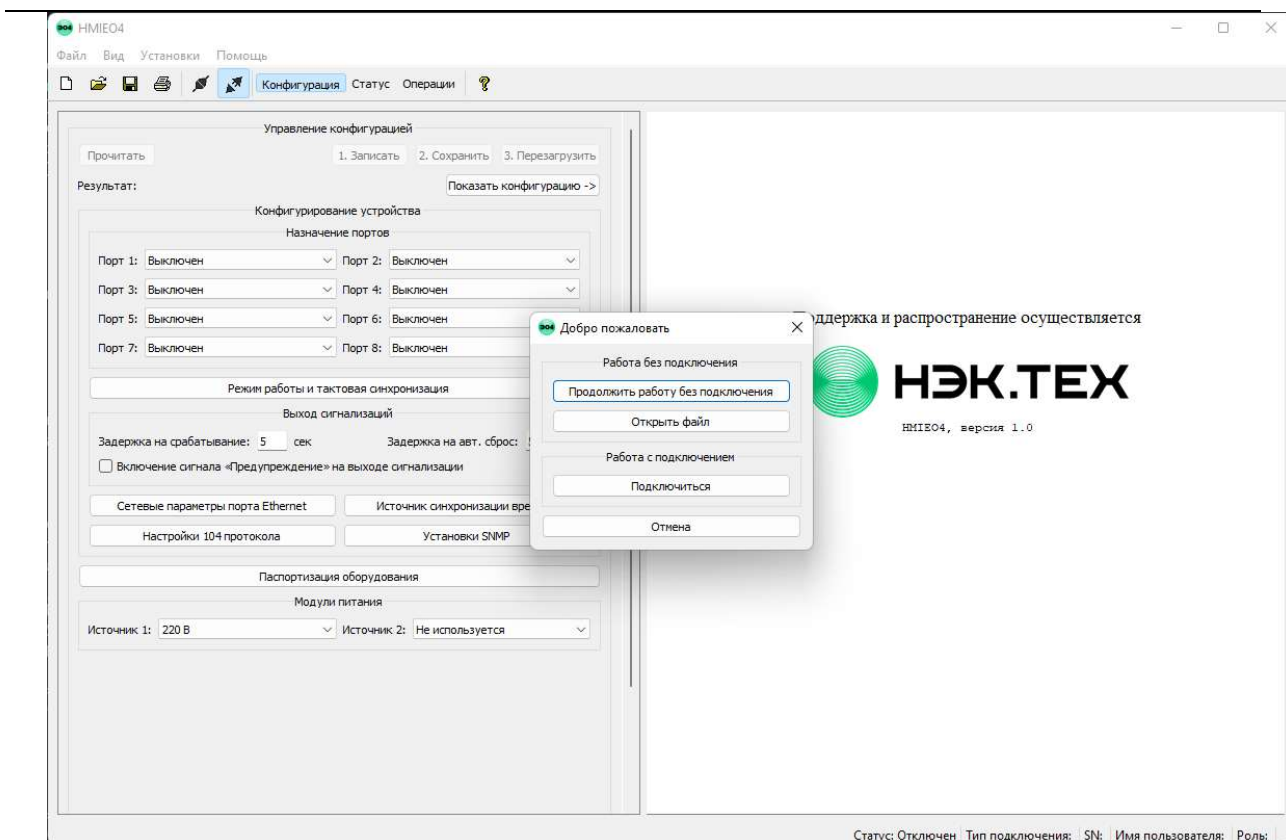 HMIEO4
Файл Вид Установки Помощь
Конфигурация Статус Операции
Управление конфигурацией
Прочитать 1. Записать 2. Сохранить 3. Перезагрузить
Результат: Показать конфигурацию ->
Конфигурирование устройства
Назначение портов
Порт 1: Выключен Порт 2: Выключен
Порт 3: Выключен Порт 4: Выключен
Порт 5: Выключен Порт 6: Выключен
Порт 7: Выключен Порт 8: Выключен
Режим работы и тактовая синхронизация
Выход сигнализаций
Задержка на срабатывание: 5 сек Задержка на авт. сброс:
Включение сигнала «Предупреждение» на выходе сигнализации
Сетевые параметры порта Ethernet Источник синхронизации
Настройки 104 протокола Установки SNMP
Паспортизация оборудования
Модули питания
Источник 1: 220 В Источник 2: Не используется
Добро пожаловать
Работа без подключения
Продолжить работу без подключения
Открыть файл
Работа с подключением
Подключиться
Отмена
и распространение осуществляется
НЭК.ТЕХ
HMIEO4, версия 1.0
Статус: Отключен Тип подключения: SN: Имя пользователя: Роль: